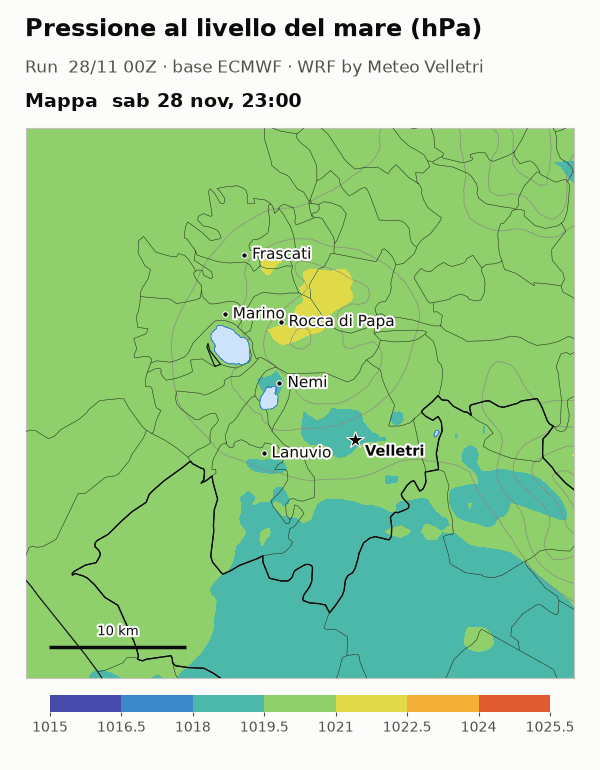 Pressione al livello del mare (hPa)
Run  28/11 00Z · base ECMWF · WRF by Meteo Velletri
Mappa  sab 28 nov, 23:00
Frascati
Marino
Rocca di Papa
Nemi
Lanuvio
Velletri
10 km
1015 1016.5 1018 1019.5 1021 1022.5 1024 1025.5